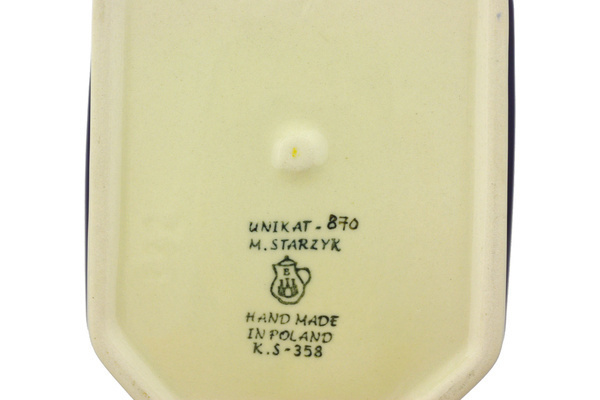 UNIKAT - 870
M. STARZYK
E
HAND MADE
IN POLAND
K.S-358